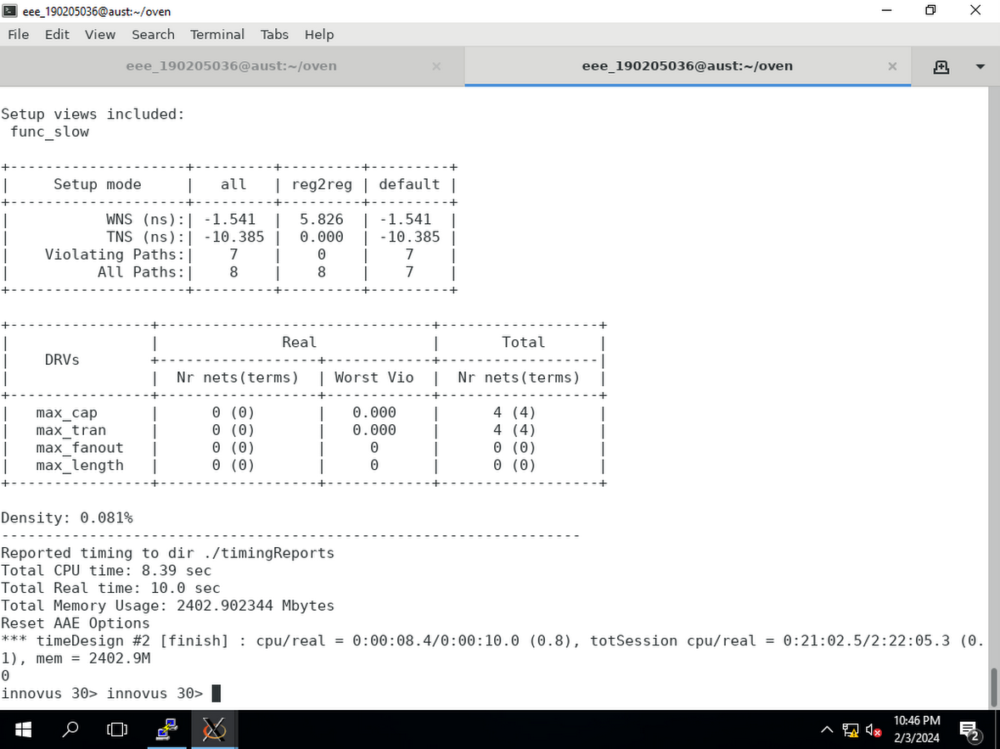 eee_190205036@aust:~/oven
File Edit View Search Terminal Tabs Help
eee_190205036@aust:~/oven × eee_190205036@aust:~/oven ×
Setup views included:
 func_slow
+--------------------+---------+---------+---------+
|     Setup mode     |   all   | reg2reg | default |
+--------------------+---------+---------+---------+
|           WNS (ns):| -1.541  |  5.826  | -1.541  |
|           TNS (ns):| -10.385 |  0.000  | -10.385 |
|    Violating Paths:|    7    |    0    |    7    |
|          All Paths:|    8    |    8    |    7    |
+--------------------+---------+---------+---------+
+----------------+-------------------------------+------------------+
|                |              Real             |       Total      |
|    DRVs        +------------------+------------+------------------|
|                |  Nr nets(terms)  | Worst Vio  |  Nr nets(terms)  |
+----------------+------------------+------------+------------------+
|   max_cap      |      0 (0)       |   0.000    |      4 (4)       |
|   max_tran     |      0 (0)       |   0.000    |      4 (4)       |
|   max_fanout   |      0 (0)       |     0      |      0 (0)       |
|   max_length   |      0 (0)       |     0      |      0 (0)       |
+----------------+------------------+------------+------------------+
Density: 0.081%
------------------------------------------------------------------
Reported timing to dir ./timingReports
Total CPU time: 8.39 sec
Total Real time: 10.0 sec
Total Memory Usage: 2402.902344 Mbytes
Reset AAE Options
*** timeDesign #2 [finish] : cpu/real = 0:00:08.4/0:00:10.0 (0.8), totSession cpu/real = 0:21:02.5/2:22:05.3 (0.
1), mem = 2402.9M
0
innovus 30> innovus 30>
10:46 PM
2/3/2024
2